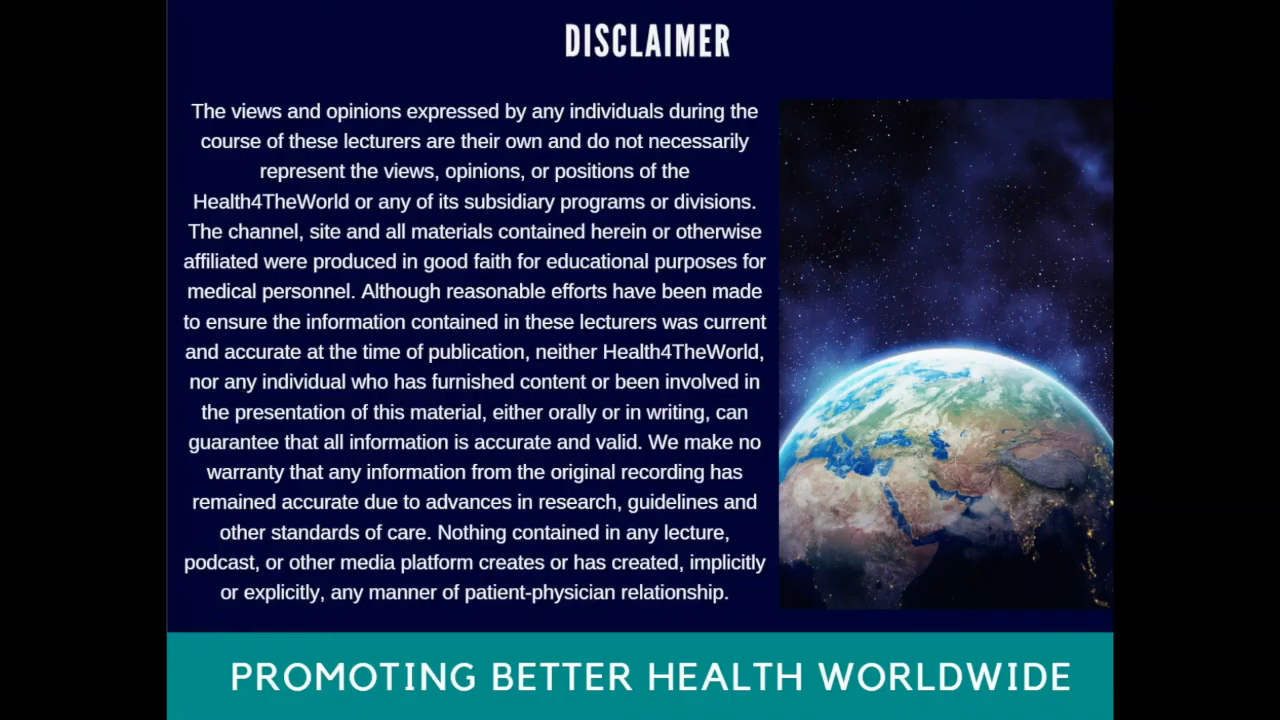 DISCLAIMER
The views and opinions expressed by any individuals during the
course of these lecturers are their own and do not necessarily
represent the views, opinions, or positions of the
Health4TheWorld or any of its subsidiary programs or divisions.
The channel, site and all materials contained herein or otherwise
affiliated were produced in good faith for educational purposes for
medical personnel. Although reasonable efforts have been made
to ensure the information contained in these lecturers was current
and accurate at the time of publication, neither Health4TheWorld,
nor any individual who has furnished content or been involved in
the presentation of this material, either orally or in writing, can
guarantee that all information is accurate and valid. We make no
warranty that any information from the original recording has
remained accurate due to advances in research, guidelines and
other standards of care. Nothing contained in any lecture,
podcast, or other media platform creates or has created, implicitly
or explicitly, any manner of patient-physician relationship.
PROMOTING BETTER HEALTH WORLDWIDE